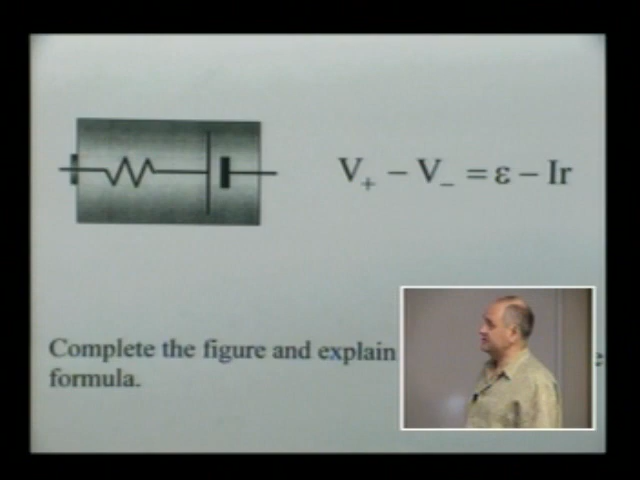 V₊ − V₋ = ε − Ir
Complete the figure and explain
formula.